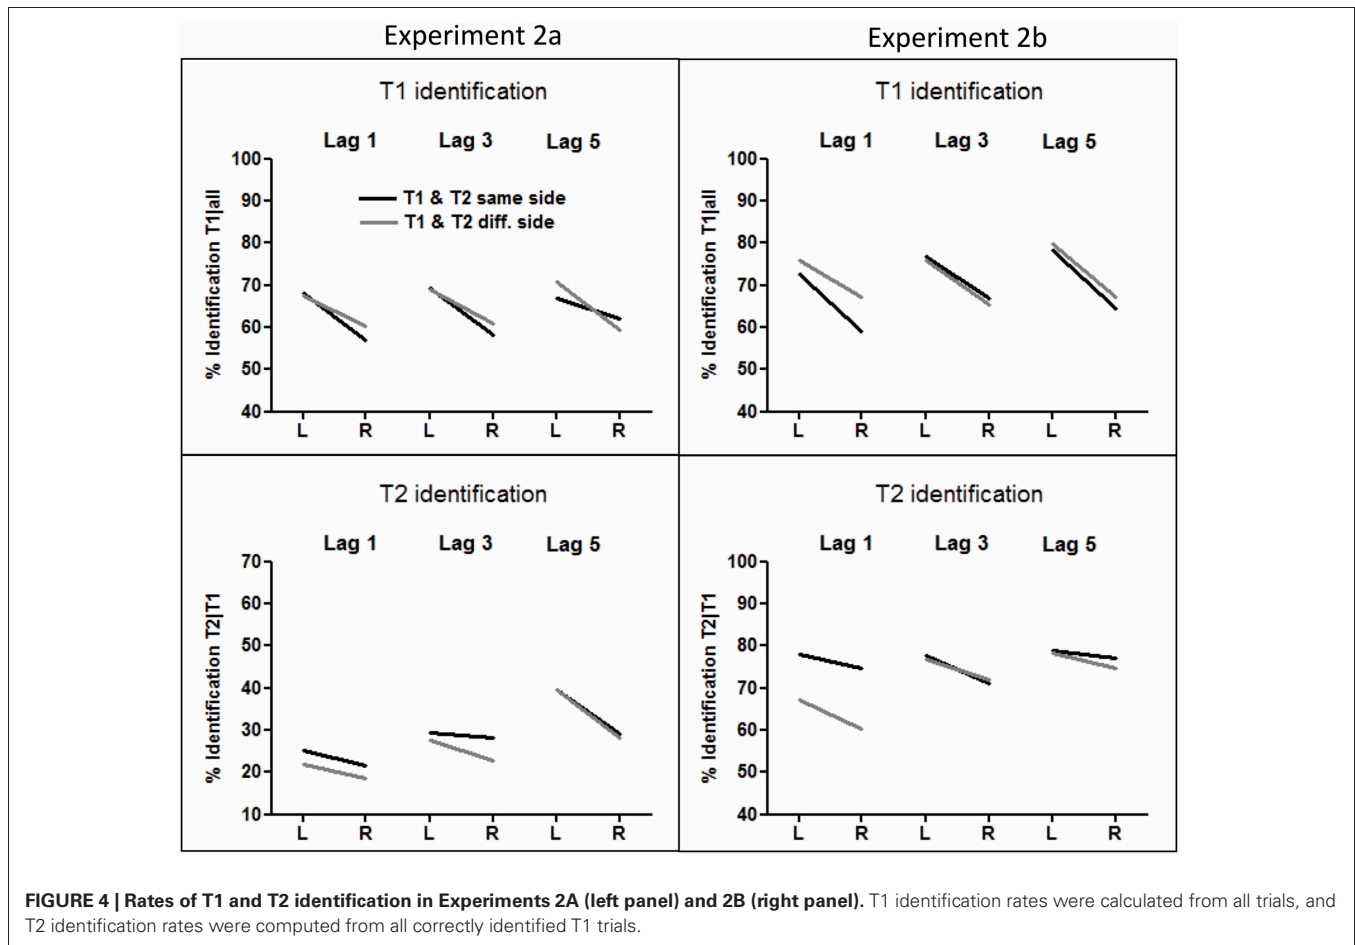 Experiment 2a
Experiment 2b
T1 identification
Lag 1 Lag 3 Lag 5
% Identification T1|all
100
90
80
70
60
50
40
T1 & T2 same side
T1 & T2 diff. side
L R L R L R
T1 identification
Lag 1 Lag 3 Lag 5
% Identification T1|all
100
90
80
70
60
50
40
L R L R L R
T2 identification
Lag 1 Lag 3 Lag 5
% Identification T2|T1
70
60
50
40
30
20
10
L R L R L R
T2 identification
Lag 1 Lag 3 Lag 5
% Identification T2|T1
100
90
80
70
60
50
40
L R L R L R
FIGURE 4 | Rates of T1 and T2 identification in Experiments 2A (left panel) and 2B (right panel). T1 identification rates were calculated from all trials, and
T2 identification rates were computed from all correctly identified T1 trials.